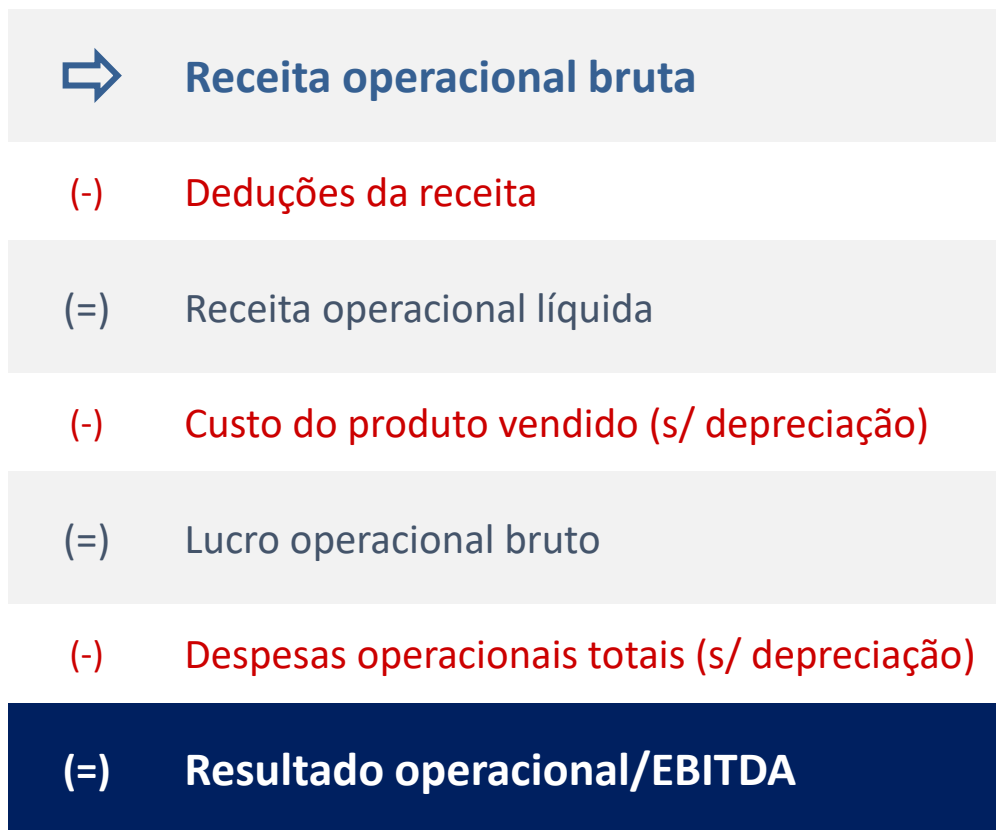 ⇨ Receita operacional bruta
(-) Deduções da receita
(=) Receita operacional líquida
(-) Custo do produto vendido (s/ depreciação)
(=) Lucro operacional bruto
(-) Despesas operacionais totais (s/ depreciação)
(=) Resultado operacional/EBITDA